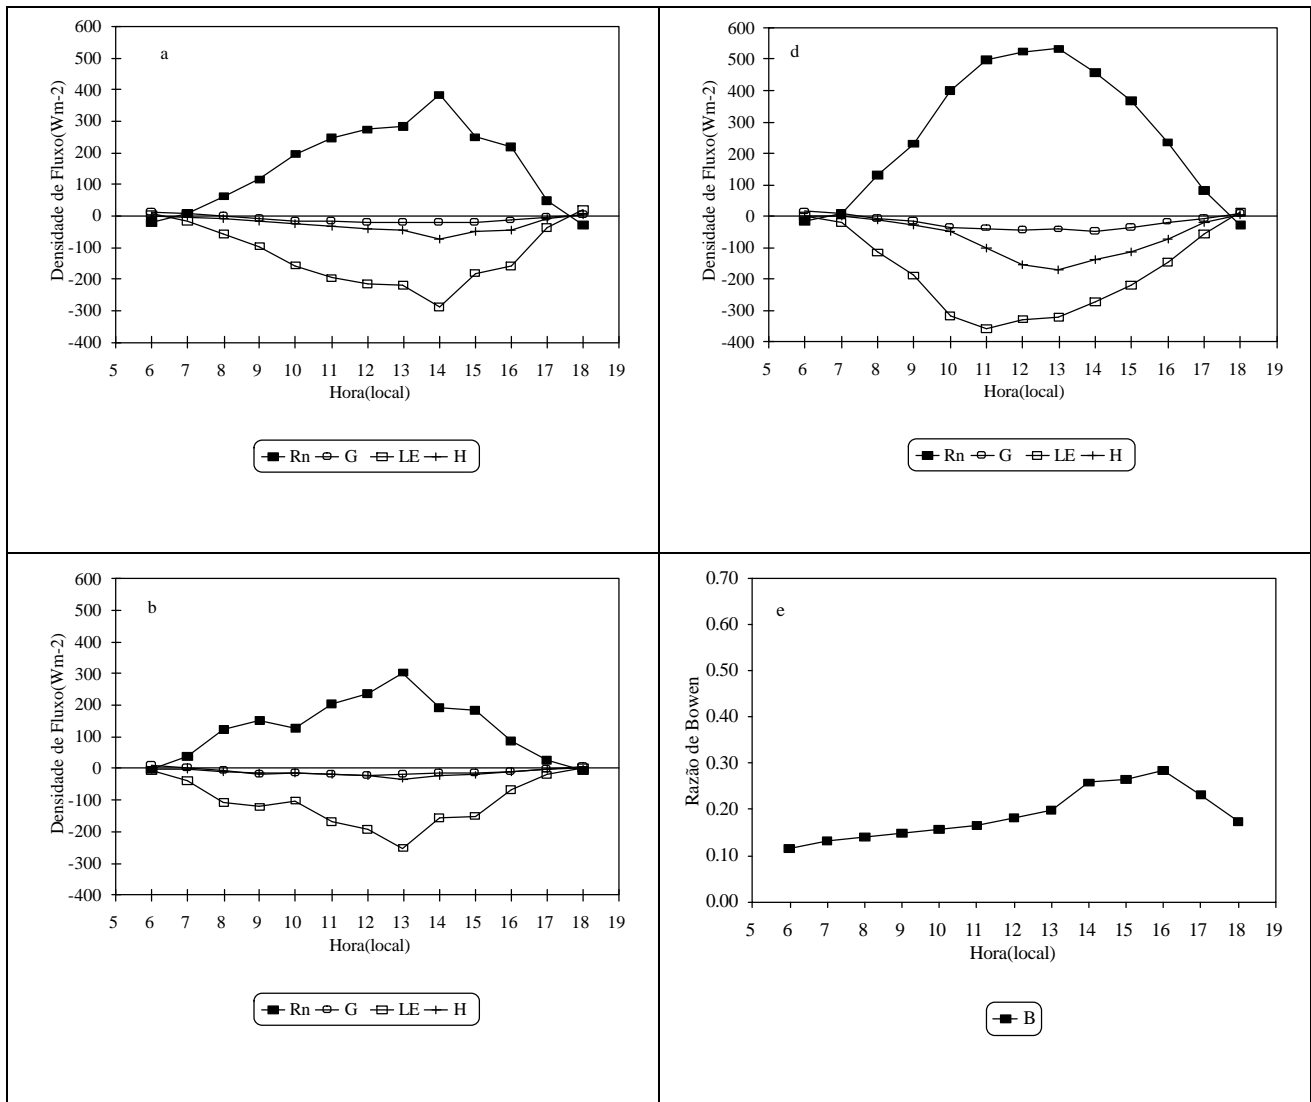 a
Densidade de Fluxo(Wm-2)
600
500
400
300
200
100
0
-100
-200
-300
-400
5 6 7 8 9 10 11 12 13 14 15 16 17 18 19
Hora(local)
Rn G LE H
d
Densidade de Fluxo(Wm-2)
600
500
400
300
200
100
0
-100
-200
-300
-400
5 6 7 8 9 10 11 12 13 14 15 16 17 18 19
Hora(local)
Rn G LE H
b
Densidade de Fluxo(Wm-2)
600
500
400
300
200
100
0
-100
-200
-300
-400
5 6 7 8 9 10 11 12 13 14 15 16 17 18 19
Hora(local)
Rn G LE H
e
Razão de Bowen
0.70
0.60
0.50
0.40
0.30
0.20
0.10
0.00
5 6 7 8 9 10 11 12 13 14 15 16 17 18 19
Hora(local)
B